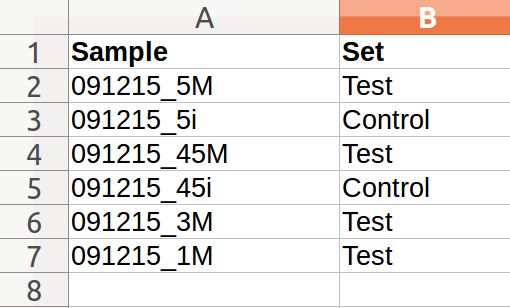 A B
1 Sample Set
2 091215_5M Test
3 091215_5i Control
4 091215_45M Test
5 091215_45i Control
6 091215_3M Test
7 091215_1M Test
8